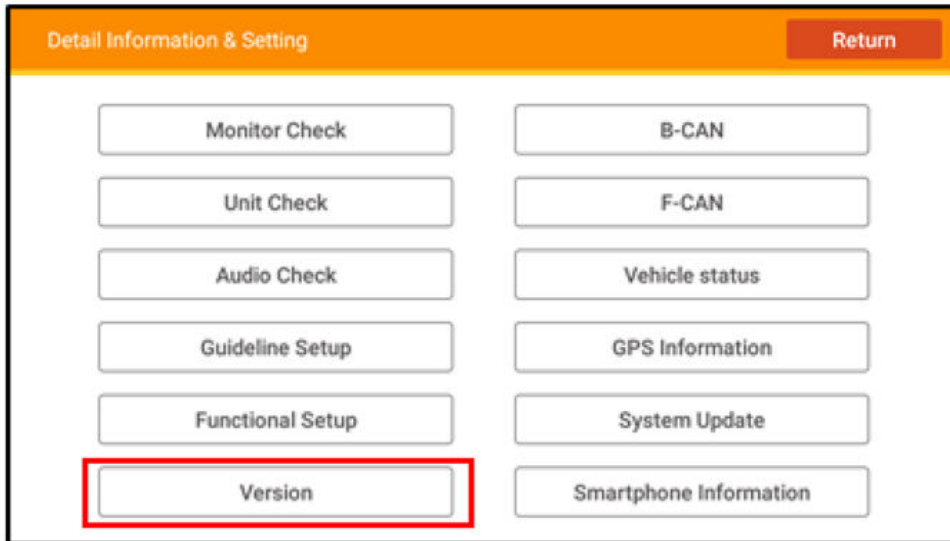 Detail Information & Setting Return
Monitor Check B-CAN
Unit Check F-CAN
Audio Check Vehicle status
Guideline Setup GPS Information
Functional Setup System Update
Version Smartphone Information